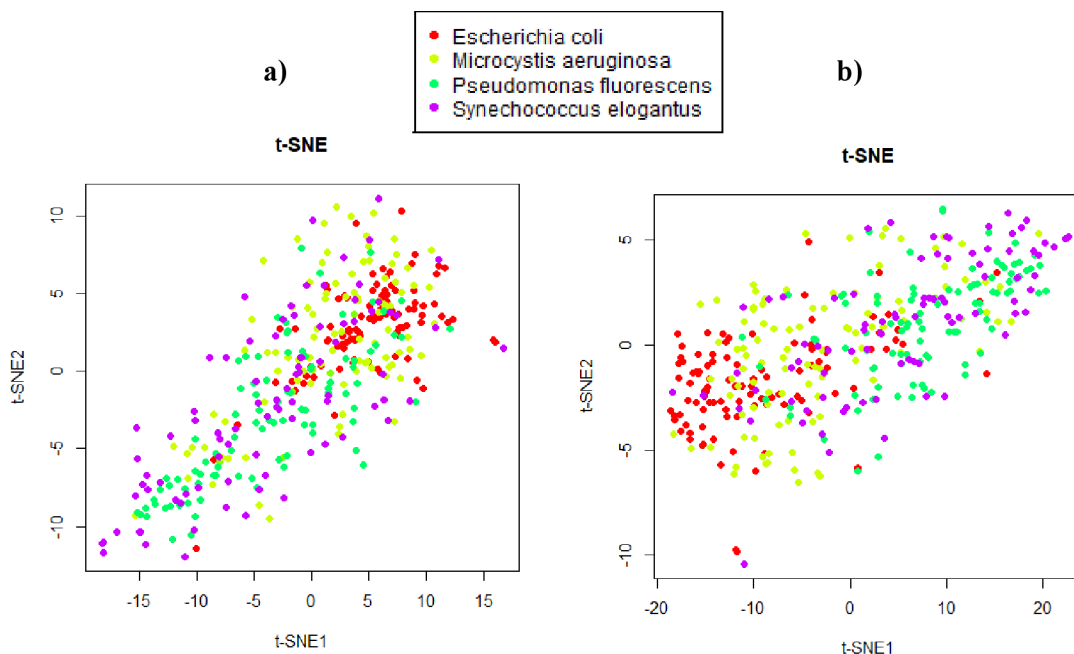 Escherichia coli
Microcystis aeruginosa
Pseudomonas fluorescens
Synechococcus elogantus
a)
b)
t-SNE
t-SNE
t-SNE2
10
5
0
-5
-10
-15
-10
-5
0
5
10
15
t-SNE1
t-SNE2
5
0
-5
-10
-20
-10
0
10
20
t-SNE1